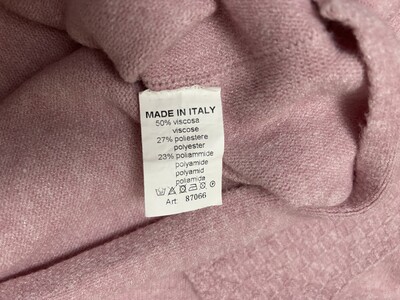 MADE IN ITALY
50% viscosa
viscose
27% poliestere
polyester
23% poliammide
polyamide
polyamid
poliamida
Art: 87066